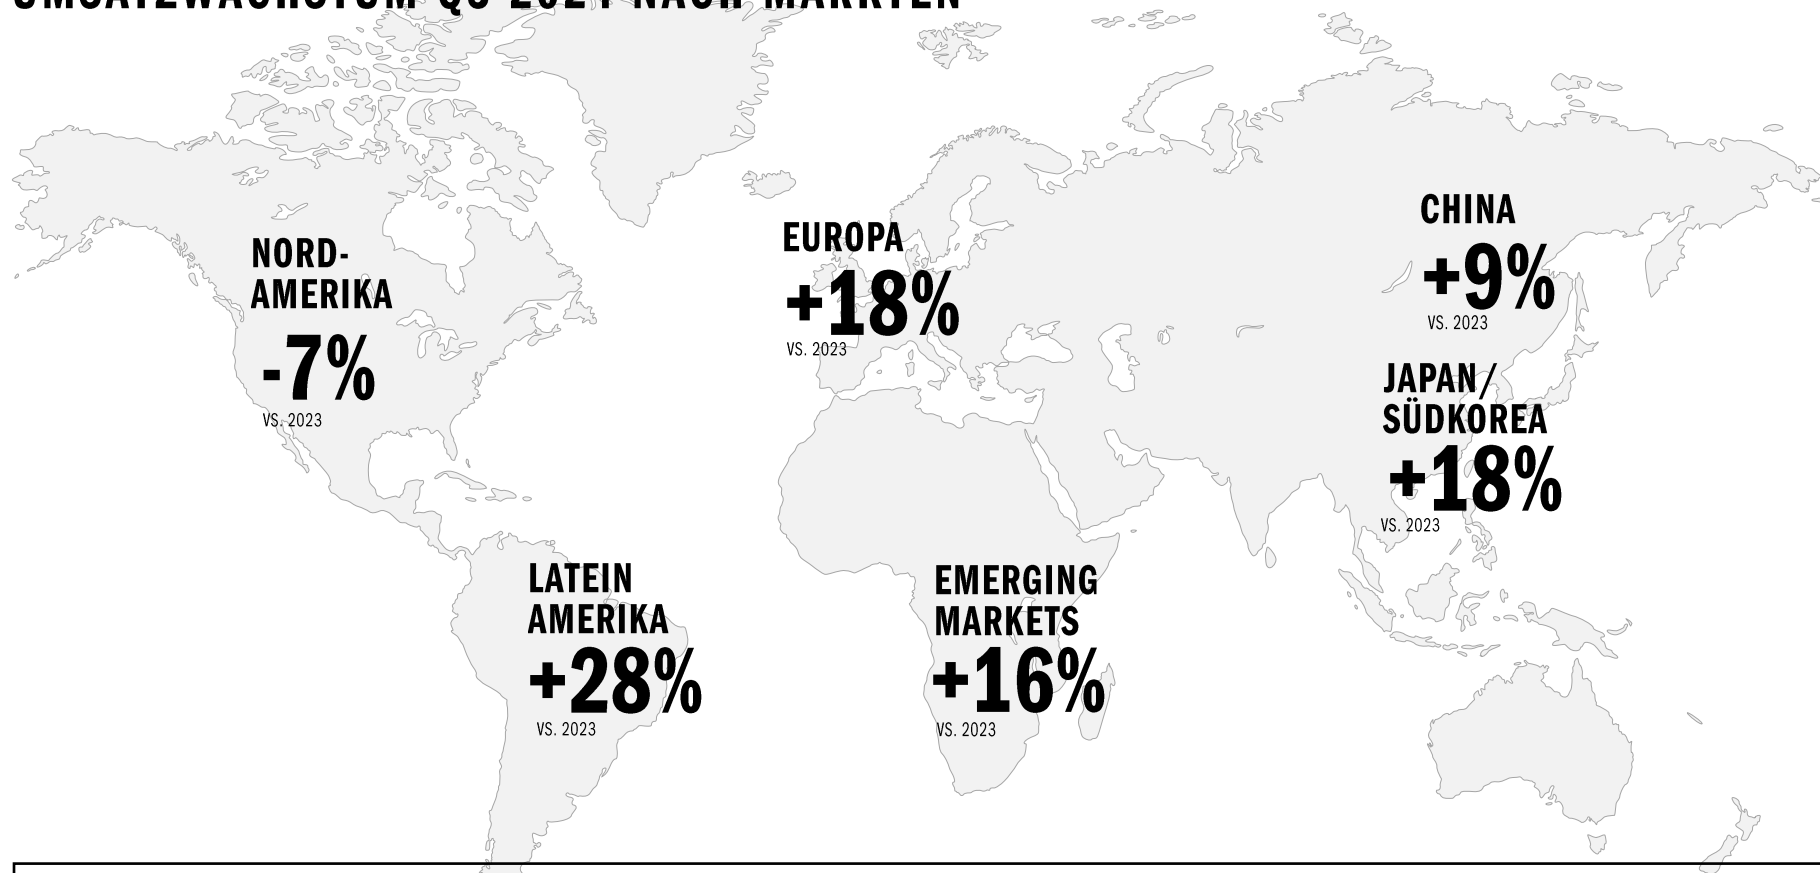 NORD-
AMERIKA
-7%
VS. 2023
EUROPA
+18%
VS. 2023
CHINA
+9%
VS. 2023
JAPAN/
SÜDKOREA
+18%
VS. 2023
LATEIN
AMERIKA
+28%
VS. 2023
EMERGING
MARKETS
+16%
VS. 2023